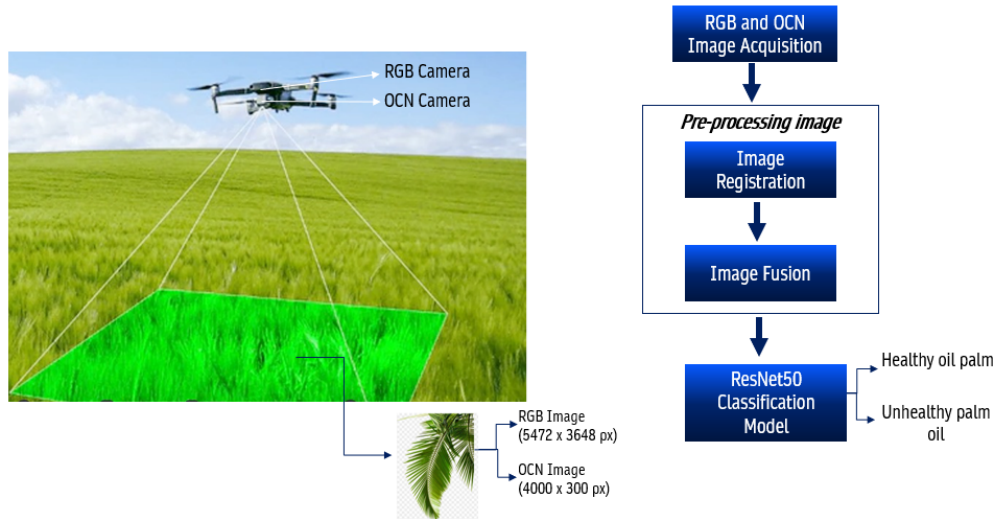 RGB Camera
OCN Camera
RGB Image
(5472 x 3648 px)
OCN Image
(4000 x 300 px)
RGB and OCN
Image Acquisition
Pre-processing image
Image
Registration
Image Fusion
ResNet50
Classification
Model
Healthy oil palm
Unhealthy palm
oil